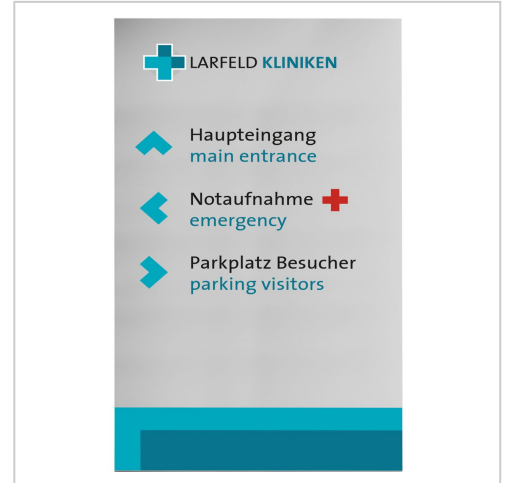 LARFELD KLINIKEN
Haupteingang
main entrance
Notaufnahme
emergency
Parkplatz Besucher
parking visitors